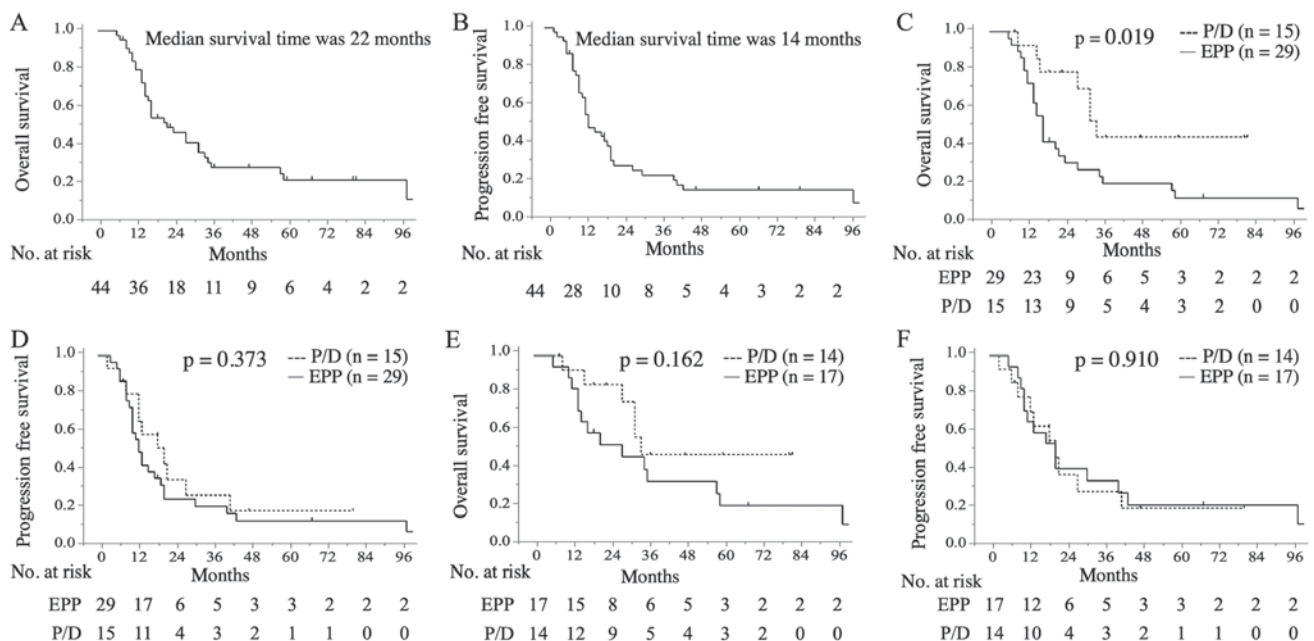 A
Median survival time was 22 months
Overall survival
1.0
0.8
0.6
0.4
0.2
0.0
0 12 24 36 48 60 72 84 96
Months
No. at risk
44 36 18 11 9 6 4 2 2
B
Median survival time was 14 months
Progression free survival
1.0
0.8
0.6
0.4
0.2
0.0
0 12 24 36 48 60 72 84 96
Months
No. at risk
44 28 10 8 5 4 3 2 2
C
p = 0.019
P/D (n = 15)
EPP (n = 29)
Overall survival
1.0
0.8
0.6
0.4
0.2
0.0
0 12 24 36 48 60 72 84 96
Months
No. at risk
EPP 29 23 9 6 5 3 2 2 2
P/D 15 13 9 5 4 3 2 0 0
D
p = 0.373
P/D (n = 15)
EPP (n = 29)
Progression free survival
1.0
0.8
0.6
0.4
0.2
0.0
0 12 24 36 48 60 72 84 96
Months
No. at risk
EPP 29 17 6 5 3 3 2 2 2
P/D 15 11 4 3 2 1 1 0 0
E
p = 0.162
P/D (n = 14)
EPP (n = 17)
Overall survival
1.0
0.8
0.6
0.4
0.2
0.0
0 12 24 36 48 60 72 84 96
Months
No. at risk
EPP 17 15 8 6 5 3 2 2 2
P/D 14 12 9 5 4 3 2 0 0
F
p = 0.910
P/D (n = 14)
EPP (n = 17)
Progression free survival
1.0
0.8
0.6
0.4
0.2
0.0
0 12 24 36 48 60 72 84 96
Months
No. at risk
EPP 17 12 6 5 3 3 2 2 2
P/D 14 10 4 3 2 1 1 0 0